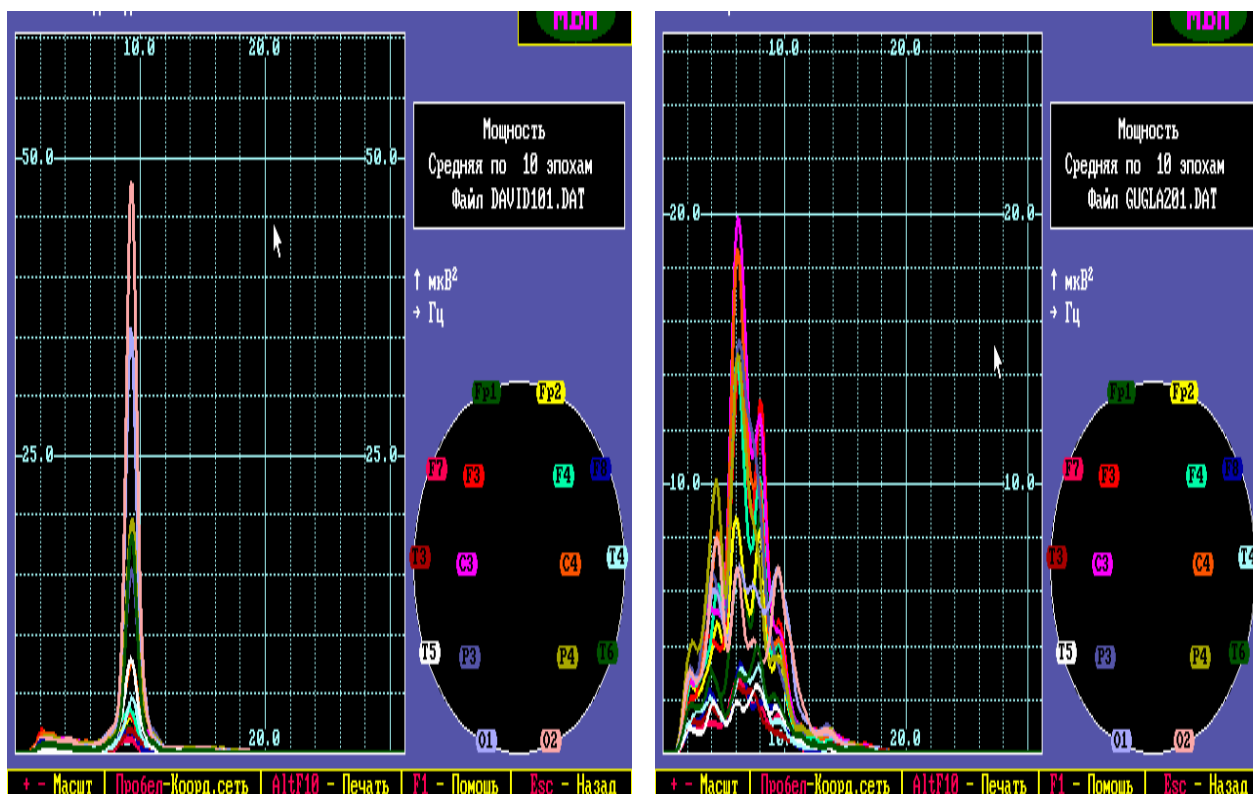 МВН
10.0 20.0
50.0 50.0
25.0 25.0
20.0
Мощность
Средняя по 10 эпохам
Файл DAVID101.DAT
↑ мкВ²
→ Гц
Fp1 Fp2
F7 F3 F4 F8
T3 C3 C4 T4
T5 P3 P4 T6
O1 O2
+ - Масшт Пробел-Коорд.сеть AltF10 - Печать F1 - Помощь Esc - Назад
МВН
10.0 20.0
20.0 20.0
10.0 10.0
20.0
Мощность
Средняя по 10 эпохам
Файл GUGLAZ01.DAT
↑ мкВ²
→ Гц
Fp1 Fp2
F7 F3 F4 F8
T3 C3 C4 T4
T5 P3 P4 T6
O1 O2
+ - Масшт Пробел-Коорд.сеть AltF10 - Печать F1 - Помощь Esc - Назад